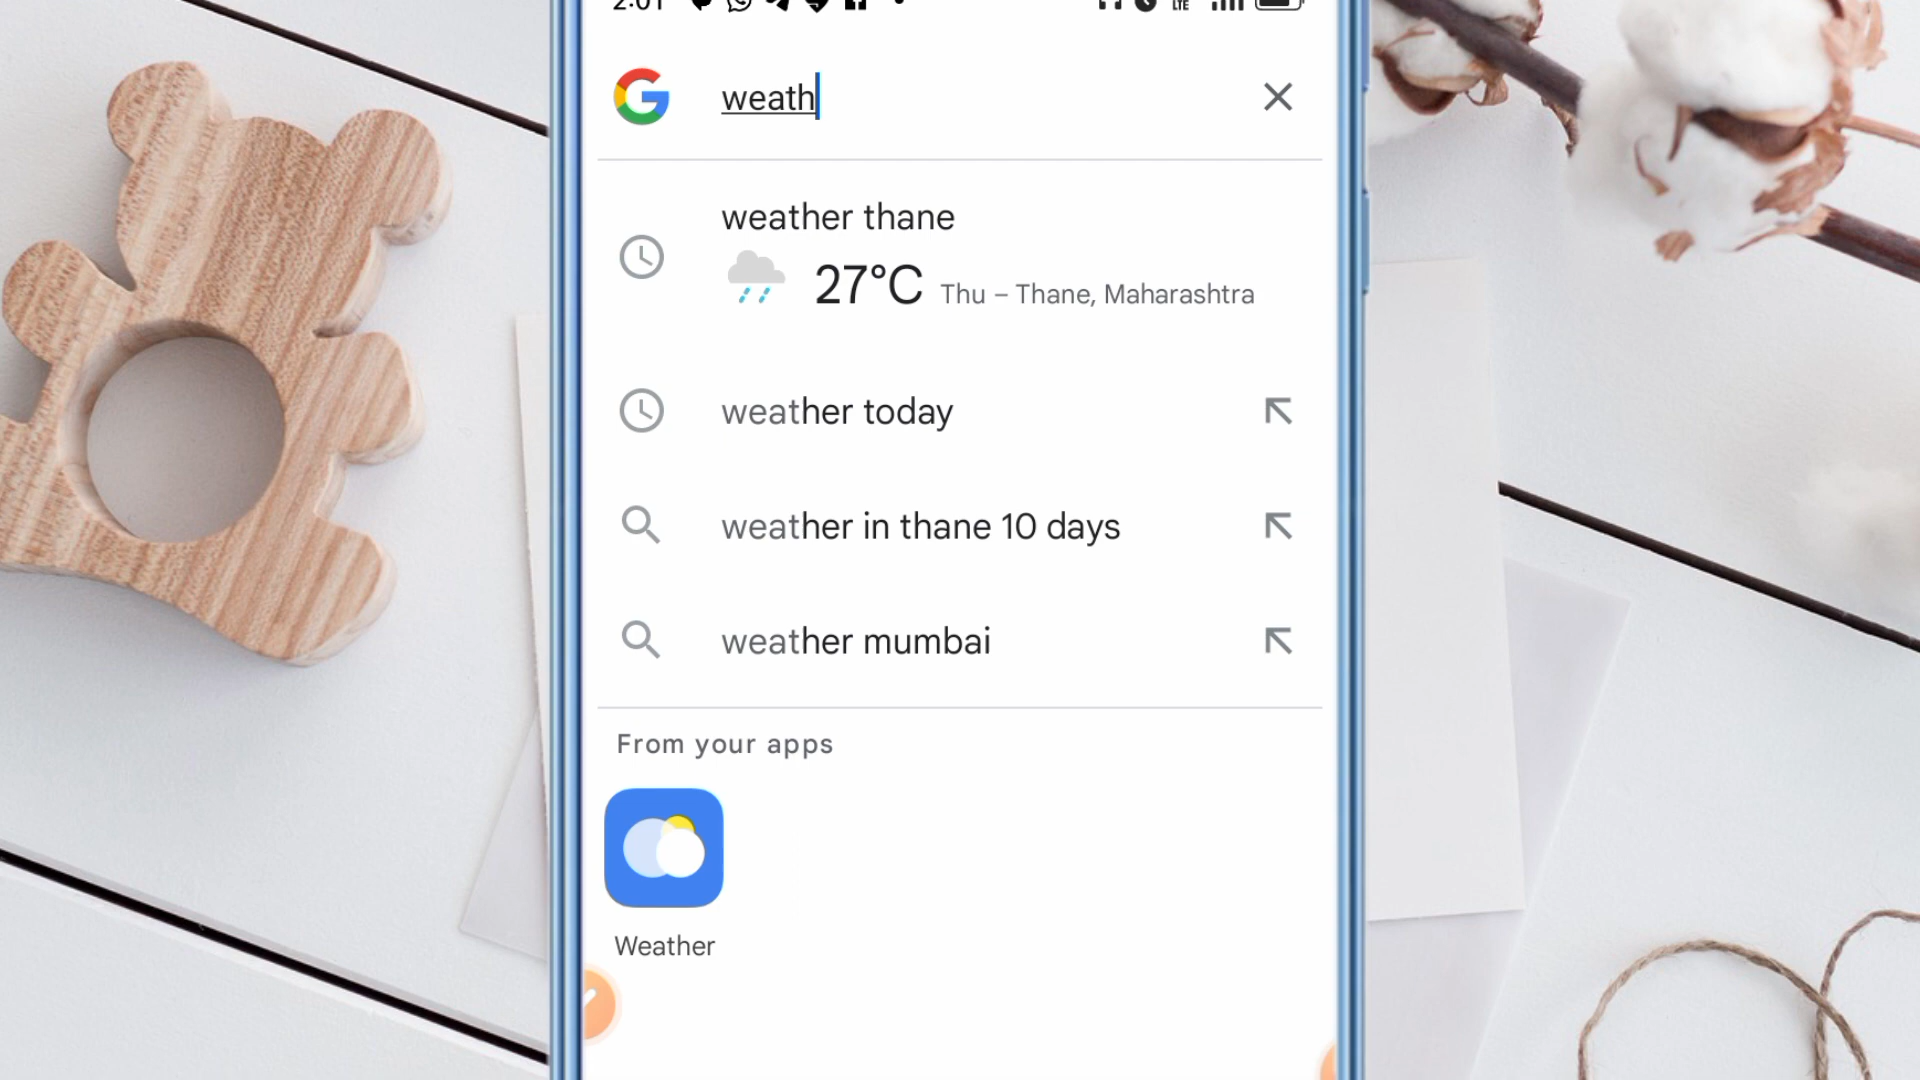 2:01
LTE
weath
weather thane
27°C Thu – Thane, Maharashtra
weather today
weather in thane 10 days
weather mumbai
From your apps
Weather